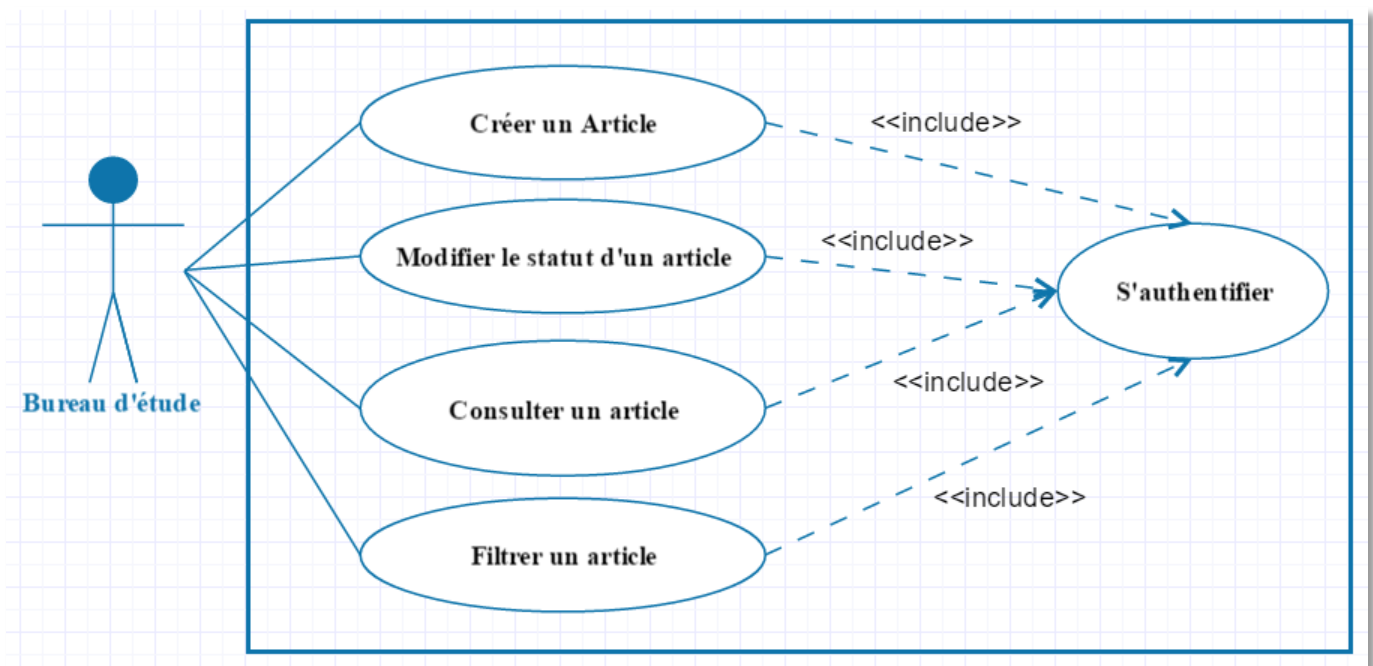 Créer un Article
<<include>>
Modifier le statut d'un article
<<include>>
S'authentifier
Bureau d'étude
Consulter un article
<<include>>
Filtrer un article
<<include>>